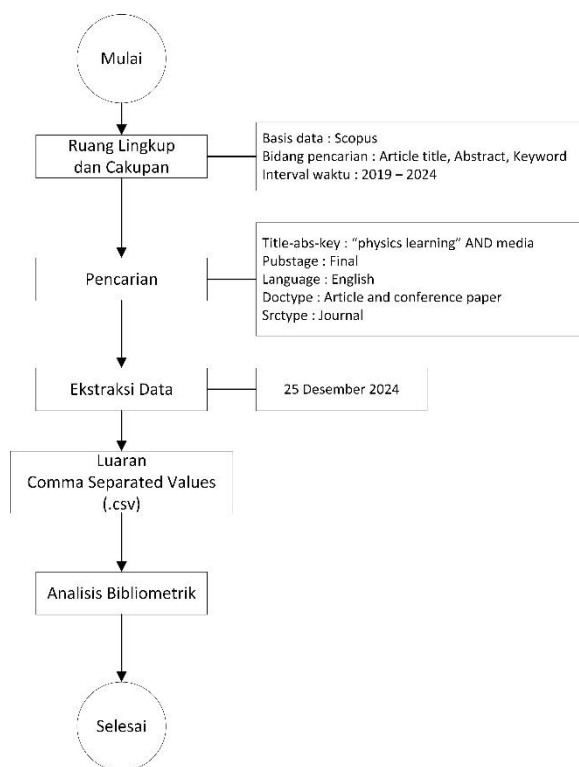 Mulai
Ruang Lingkup
dan Cakupan
Basis data : Scopus
Bidang pencarian : Article title, Abstract, Keyword
Interval waktu : 2019 – 2024
Pencarian
Title-abs-key : “physics learning” AND media
Pubstage : Final
Language : English
Doctype : Article and conference paper
Srctype : Journal
Ekstraksi Data
25 Desember 2024
Luaran
Comma Separated Values
(.csv)
Analisis Bibliometrik
Selesai